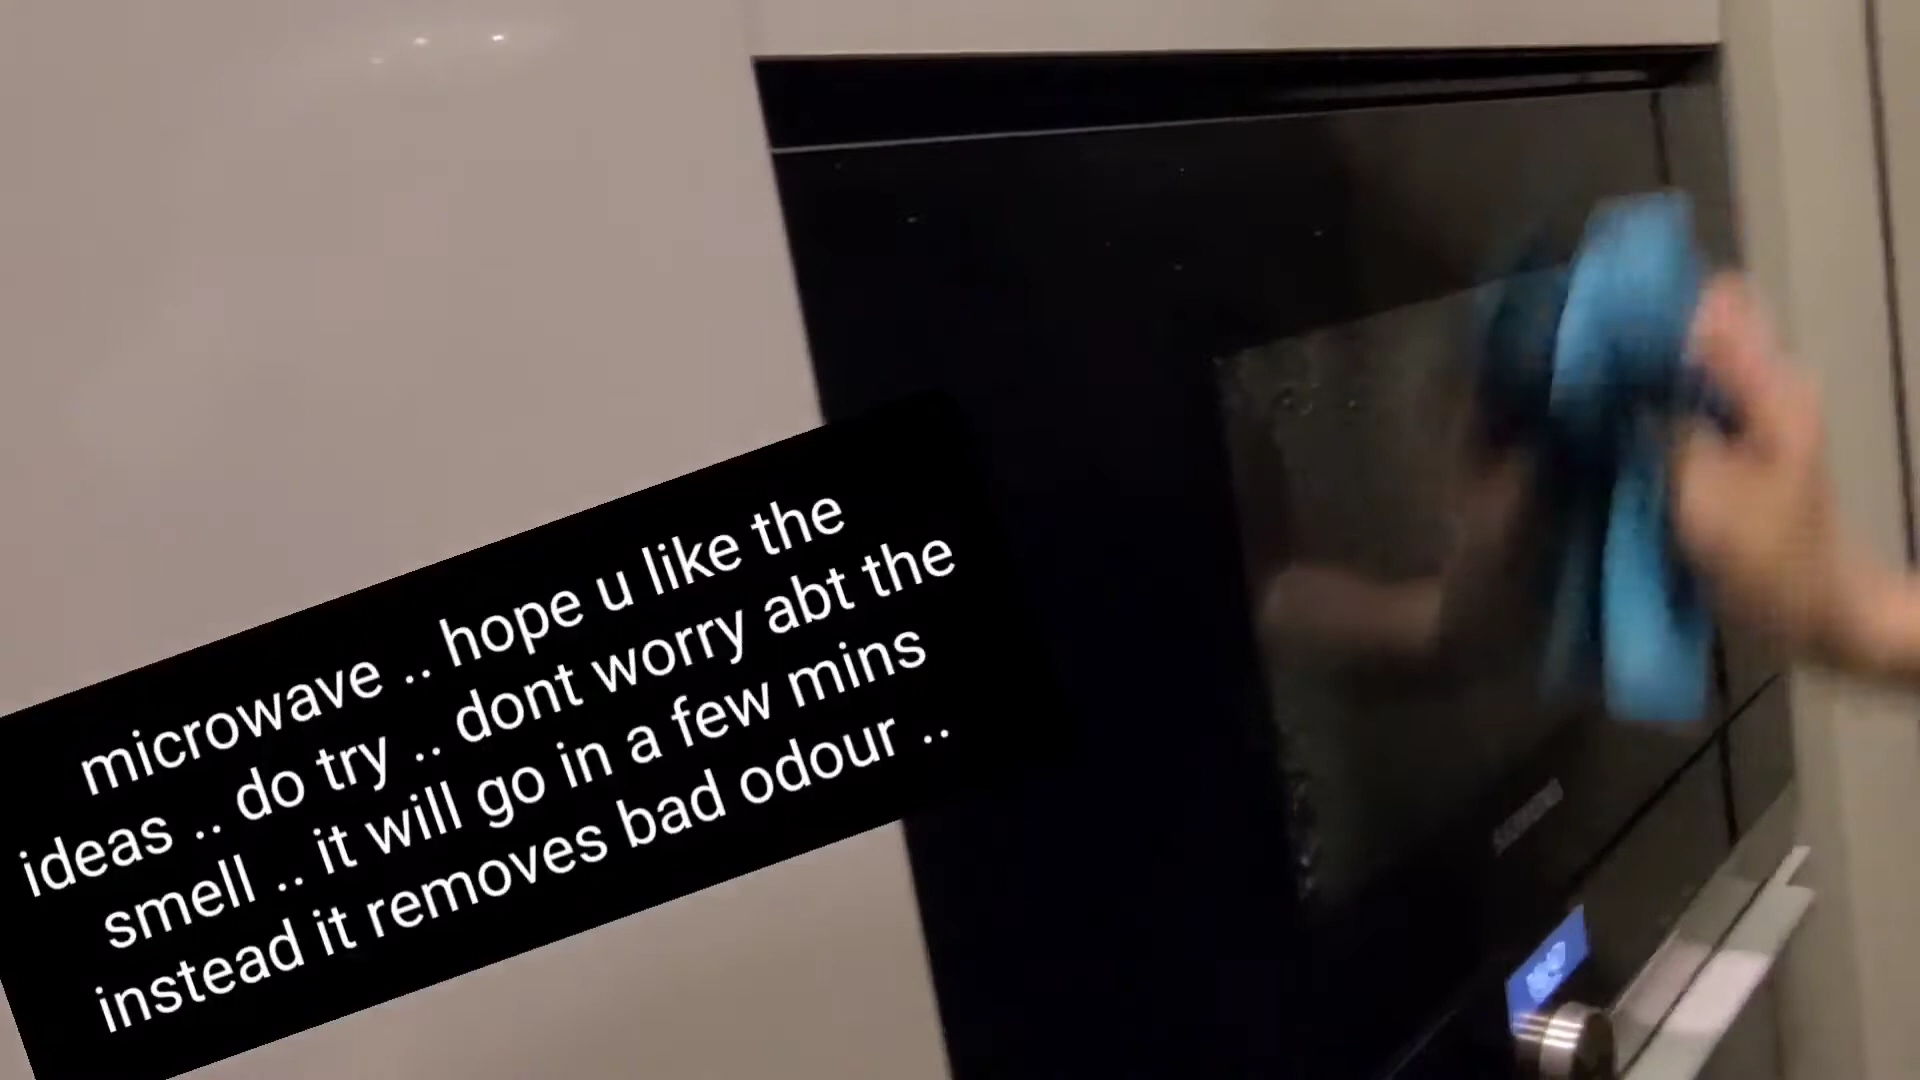 microwave .. hope u like the
ideas .. do try .. dont worry abt the
smell .. it will go in a few mins
instead it removes bad odour ..
SIEMENS